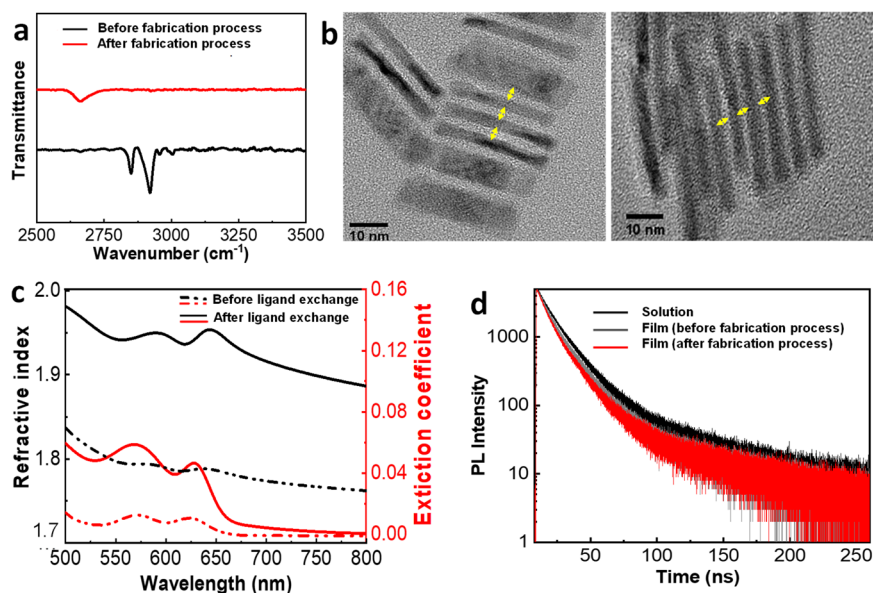 a
Before fabrication process
After fabrication process
Transmittance
2500 2750 3000 3250 3500
Wavenumber (cm-1)
b
10 nm
10 nm
c
Before ligand exchange
After ligand exchange
Refractive index
2.0
1.9
1.8
1.7
0.16
0.12
0.08
0.04
0.00
Extiction coefficient
500 550 600 650 700 750 800
Wavelength (nm)
d
Solution
Film (before fabrication process)
Film (after fabrication process)
PL Intensity
1000
100
10
1
50 100 150 200 250
Time (ns)